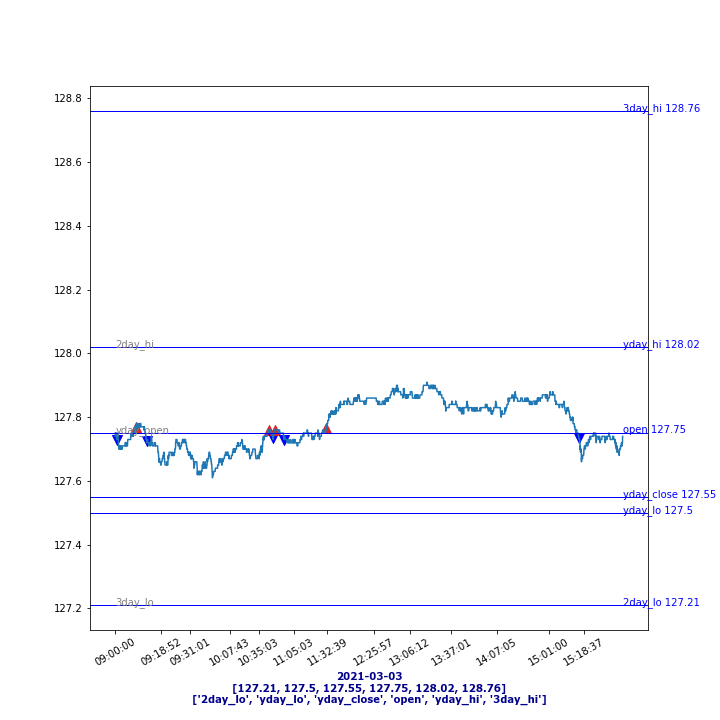 128.8
3day_hi 128.76
128.6
128.4
128.2
2day_hi
yday_hi 128.02
128.0
127.8
yday_open
open 127.75
127.6
yday_close 127.55
yday_lo 127.5
127.4
3day_lo
2day_lo 127.21
127.2
09:00:00 09:18:52 09:31:01 10:07:43 10:35:03 11:05:03 11:32:39 12:25:57 13:06:12 13:37:01 14:07:05 15:01:00 15:18:37
2021-03-03
[127.21, 127.5, 127.55, 127.75, 128.02, 128.76]
['2day_lo', 'yday_lo', 'yday_close', 'open', 'yday_hi', '3day_hi']